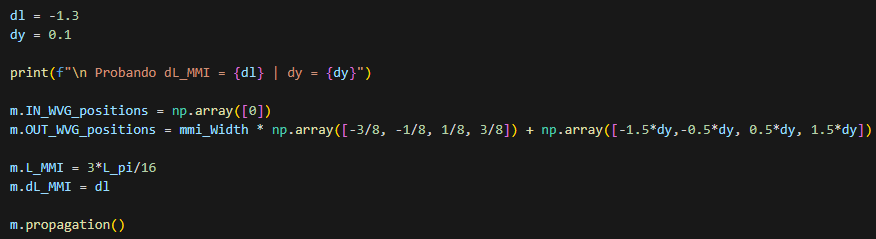 dl = -1.3
dy = 0.1
print(f"\n Probando dL_MMI = {dl} | dy = {dy}")
m.IN_WVG_positions = np.array([0])
m.OUT_WVG_positions = mmi_Width * np.array([-3/8, -1/8, 1/8, 3/8]) + np.array([-1.5*dy,-0.5*dy, 0.5*dy, 1.5*dy])
m.L_MMI = 3*L_pi/16
m.dL_MMI = dl
m.propagation()